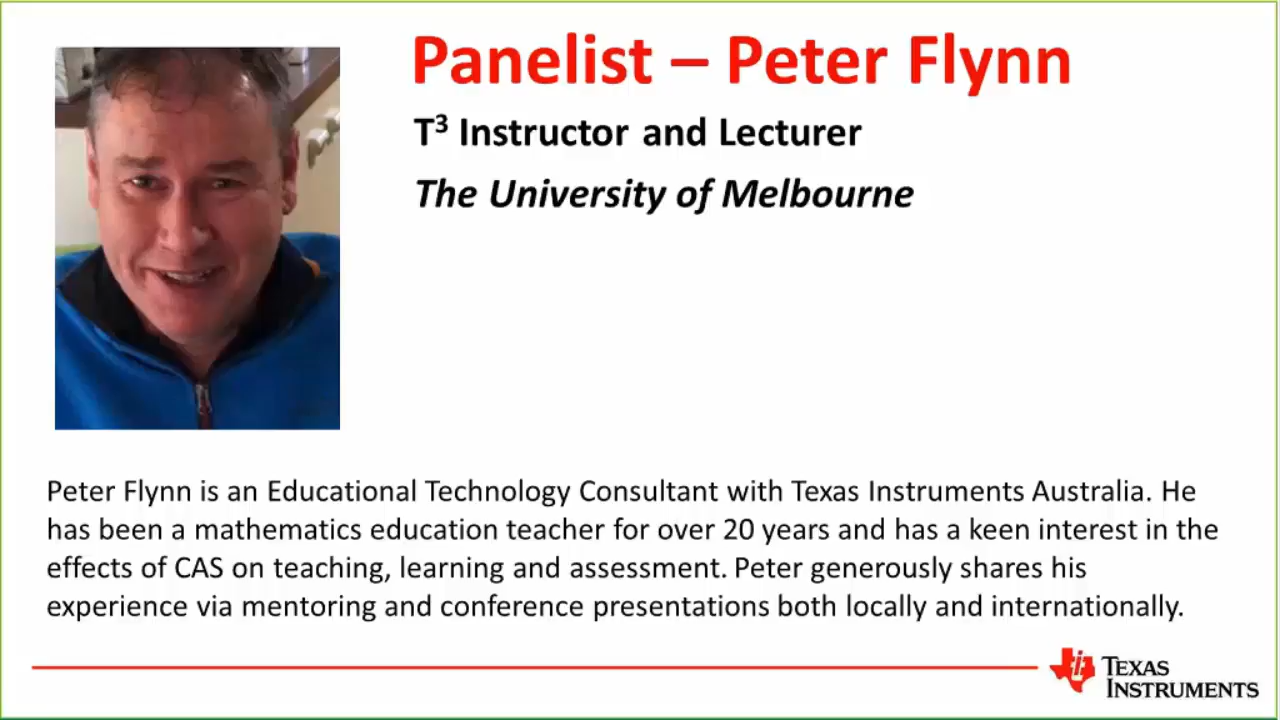 Panelist – Peter Flynn
T³ Instructor and Lecturer
The University of Melbourne
Peter Flynn is an Educational Technology Consultant with Texas Instruments Australia. He
has been a mathematics education teacher for over 20 years and has a keen interest in the
effects of CAS on teaching, learning and assessment. Peter generously shares his
experience via mentoring and conference presentations both locally and internationally.
TEXAS
INSTRUMENTS